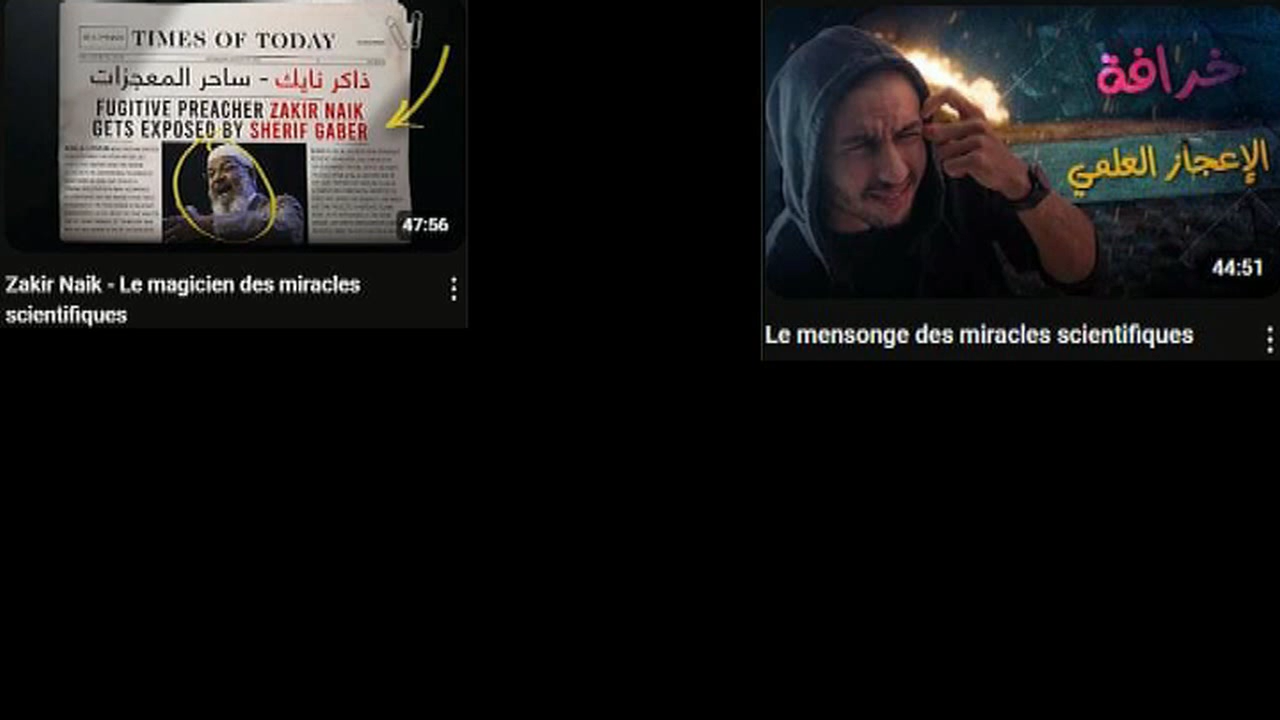 TIMES OF TODAY
ذاكر نايك - ساحر المعجزات
FUGITIVE PREACHER ZAKIR NAIK
GETS EXPOSED BY SHERIF GABER
47:56
Zakir Naik - Le magicien des miracles
scientifiques
خرافة
الإعجاز العلمي
44:51
Le mensonge des miracles scientifiques